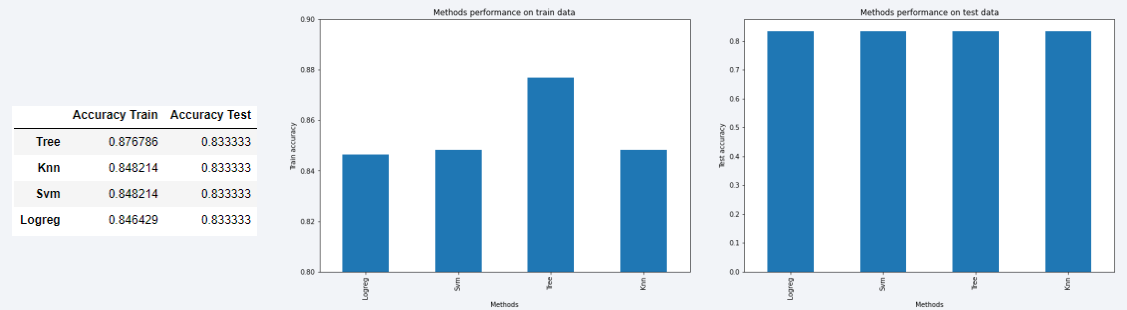 Accuracy Train Accuracy Test
Tree 0.876786 0.833333
Knn 0.848214 0.833333
Svm 0.848214 0.833333
Logreg 0.846429 0.833333
Methods performance on train data
0.90
0.88
0.86
0.84
0.82
0.80
Train accuracy
Logreg Svm Tree Knn
Methods
Methods performance on test data
0.8
0.7
0.6
0.5
0.4
0.3
0.2
0.1
0.0
Test accuracy
Logreg Svm Tree Knn
Methods